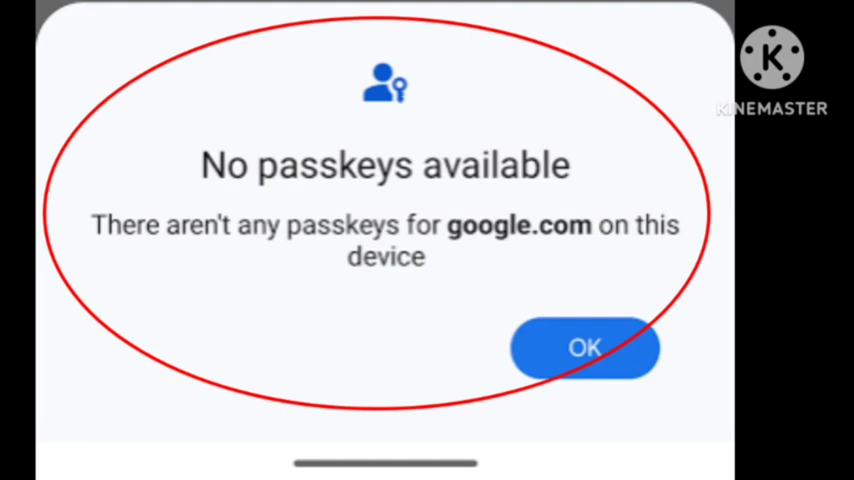 K
KINEMASTER
No passkeys available
There aren't any passkeys for google.com on this
device
OK